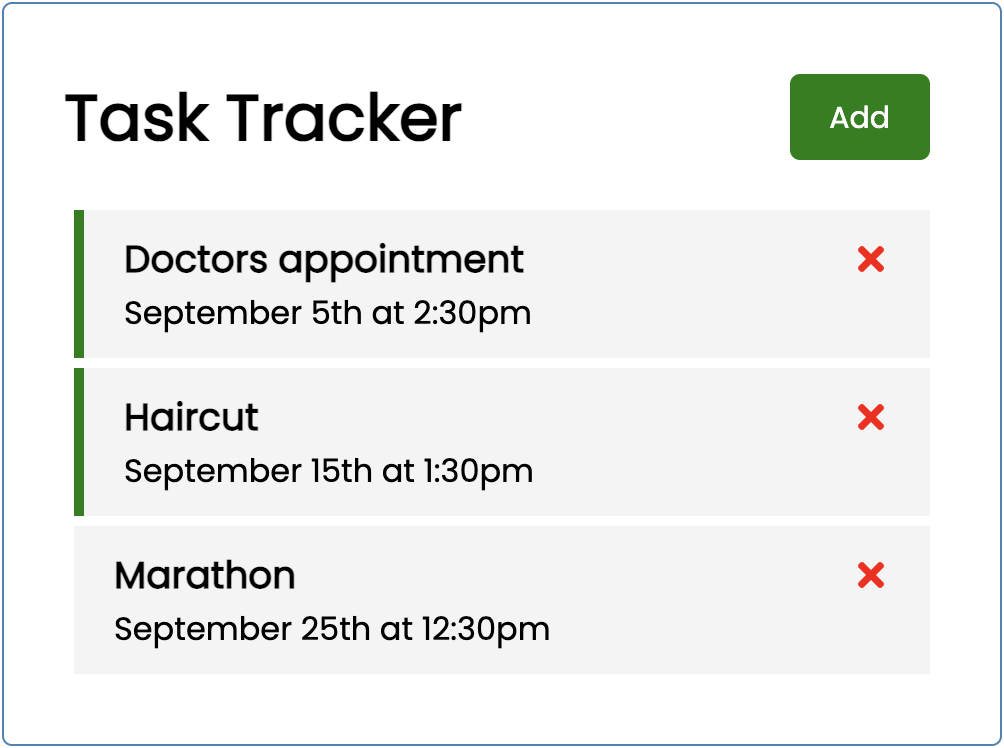 Task Tracker
Add
Doctors appointment
September 5th at 2:30pm
Haircut
September 15th at 1:30pm
Marathon
September 25th at 12:30pm